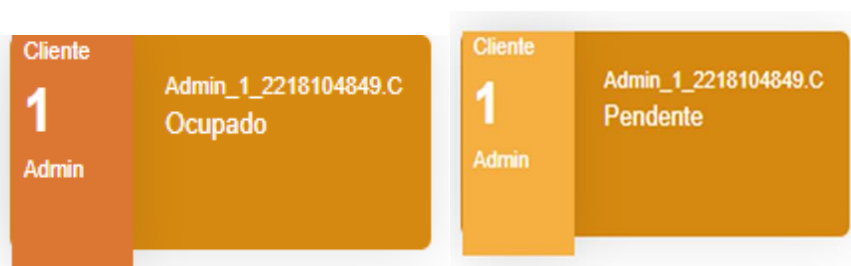 Cliente
1
Admin
Admin_1_2218104849.C
Ocupado
Cliente
1
Admin
Admin_1_2218104849.C
Pendente